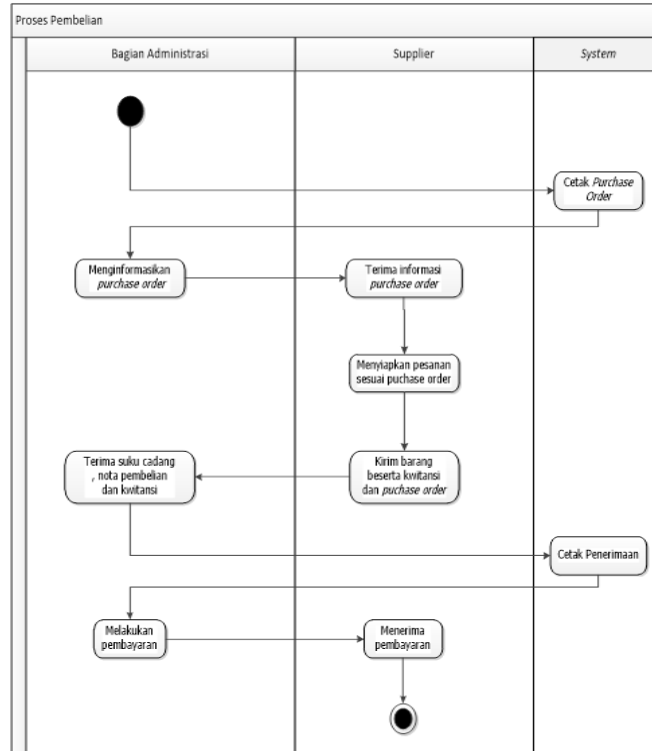 Proses Pembelian
Bagian Administrasi
Supplier
System
Cetak Purchase
Order
Menginformasikan
purchase order
Terima informasi
purchase order
Menyiapkan pesanan
sesuai puchase order
Terima suku cadang
, nota pembelian
dan kwitansi
Kirim barang
beserta kwitansi
dan puchase order
Cetak Penerimaan
Melakukan
pembayaran
Menerima
pembayaran